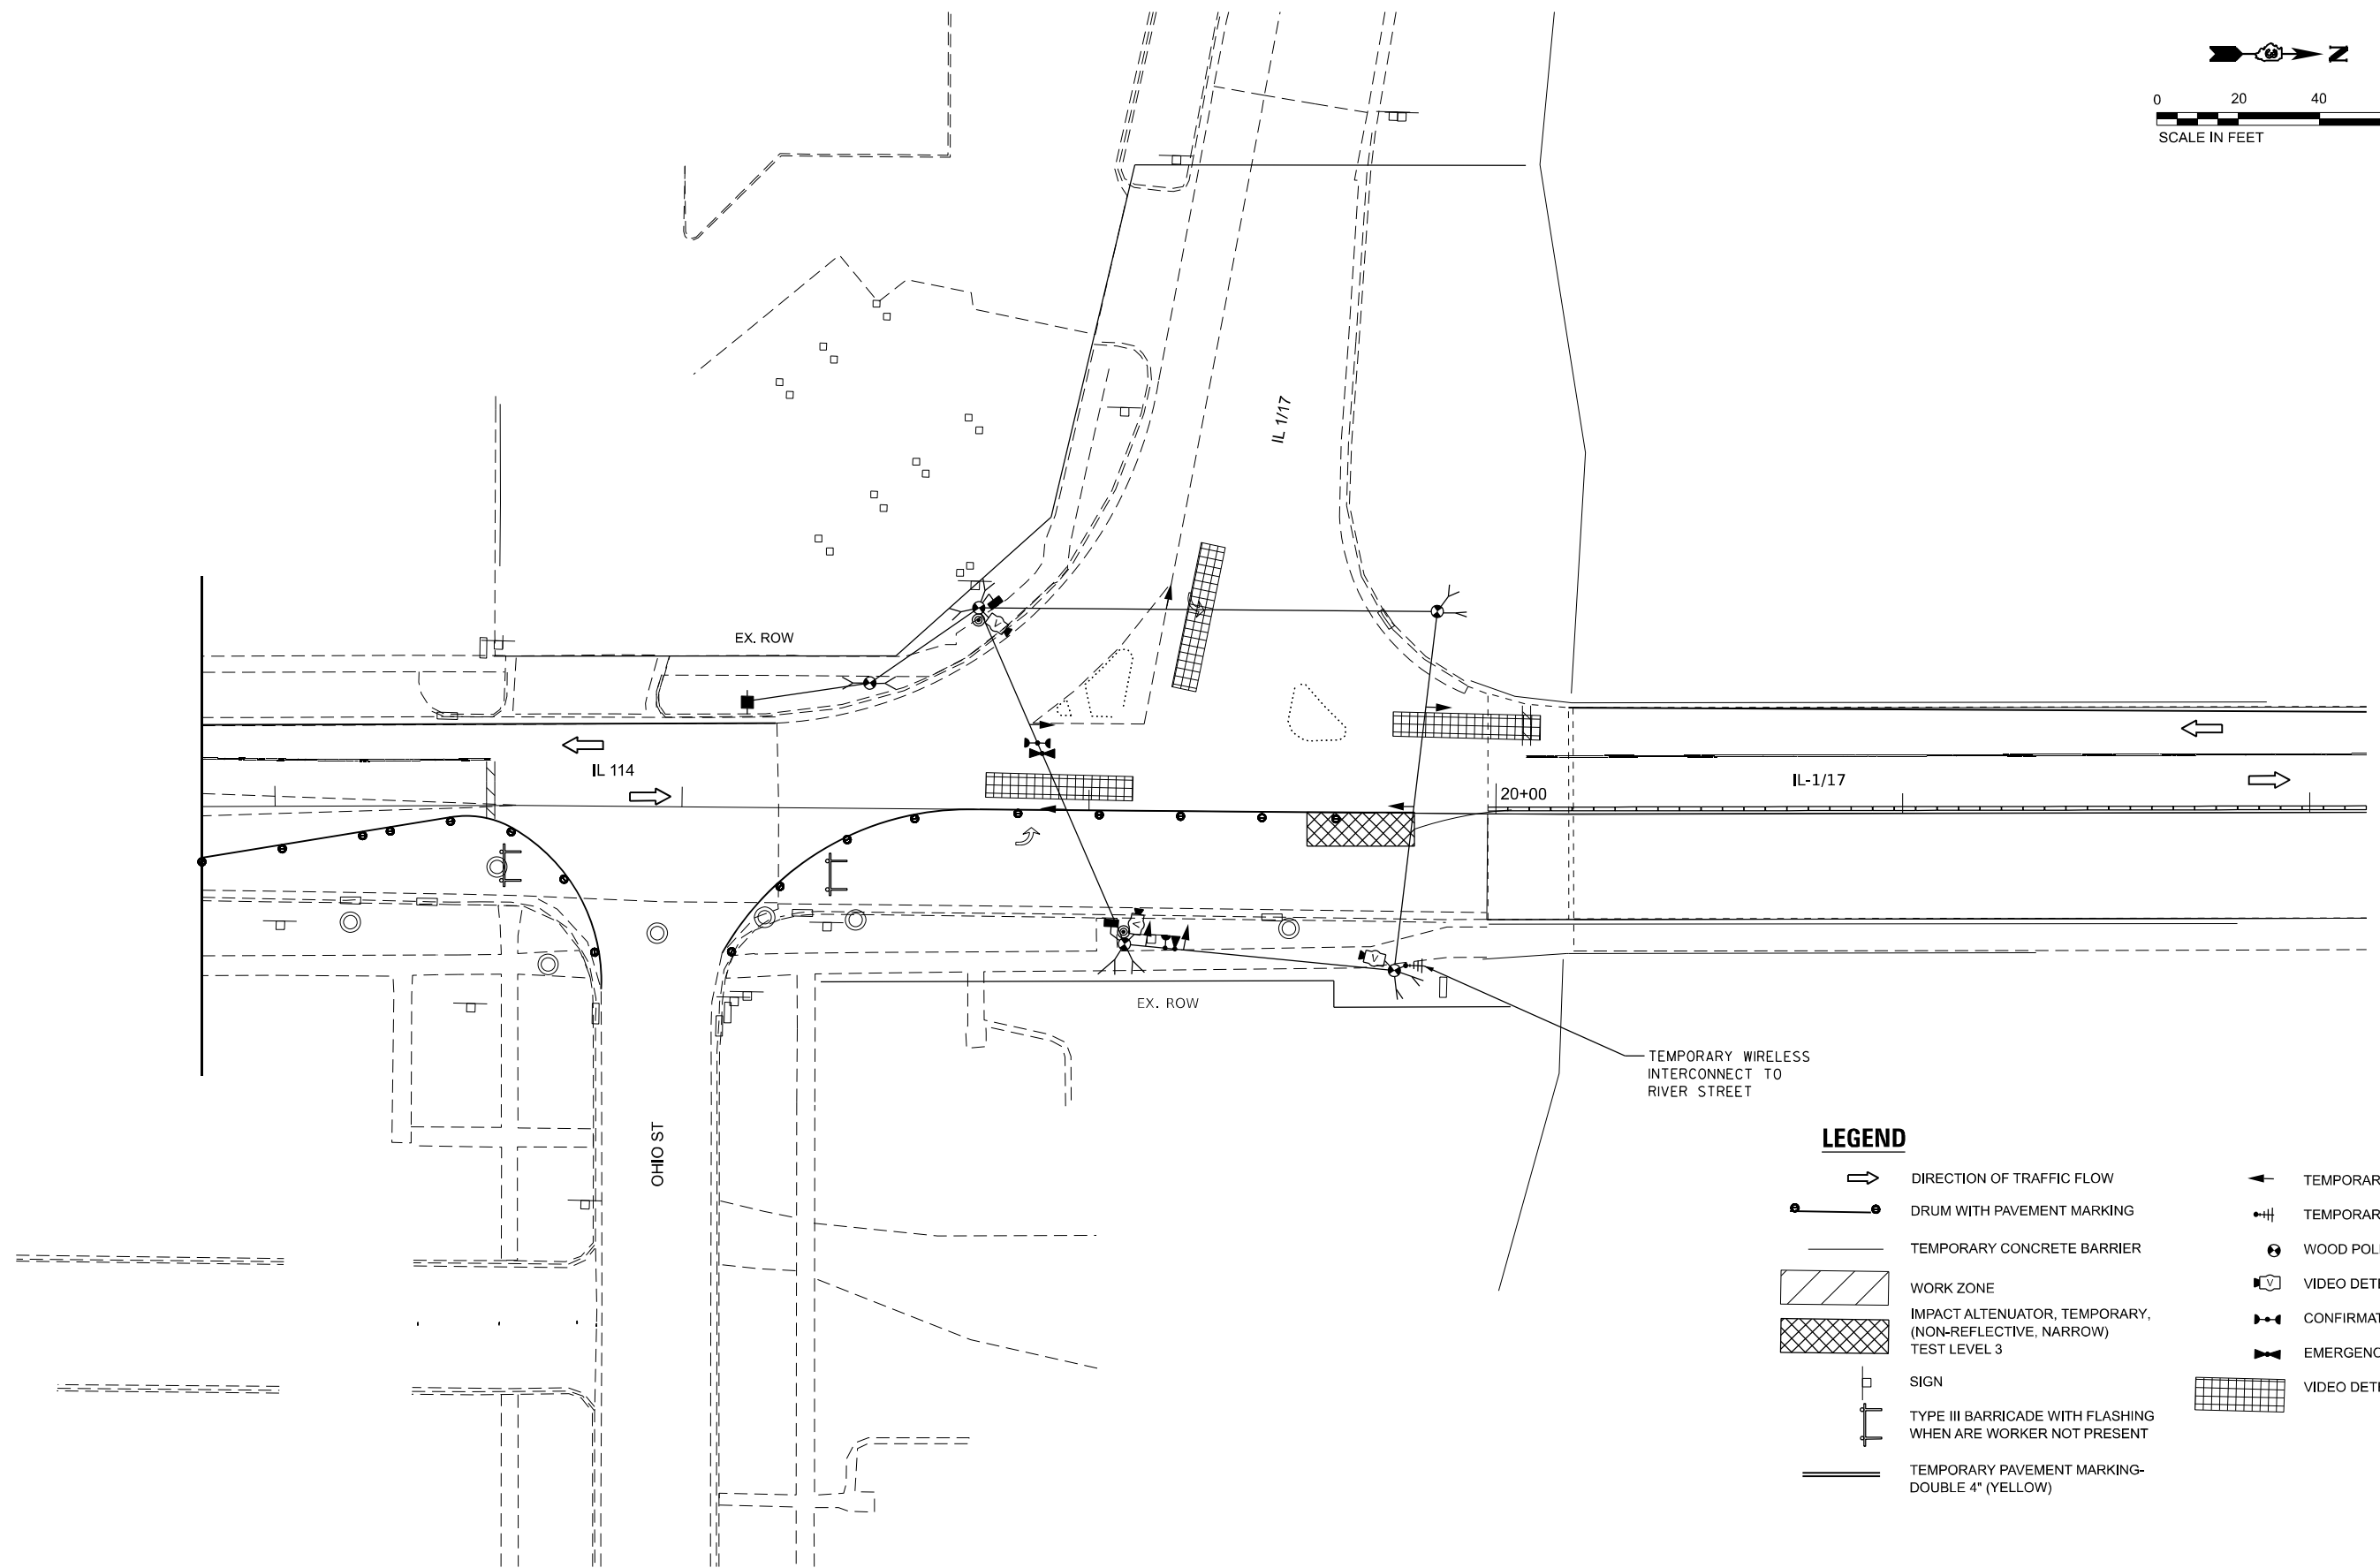 N
0 20 40
SCALE IN FEET
IL 1/17
EX. ROW
IL 114
IL-1/17
20+00
V
V
V
EX. ROW
TEMPORARY WIRELESS
INTERCONNECT TO
RIVER STREET
OHIO ST
LEGEND
DIRECTION OF TRAFFIC FLOW
DRUM WITH PAVEMENT MARKING
TEMPORARY CONCRETE BARRIER
WORK ZONE
IMPACT ALTENUATOR, TEMPORARY,
(NON-REFLECTIVE, NARROW)
TEST LEVEL 3
SIGN
TYPE III BARRICADE WITH FLASHING
WHEN ARE WORKER NOT PRESENT
TEMPORARY PAVEMENT MARKING-
DOUBLE 4" (YELLOW)
TEMPORAR
TEMPORAR
WOOD POL
V
VIDEO DET
CONFIRMAT
EMERGENC
VIDEO DET